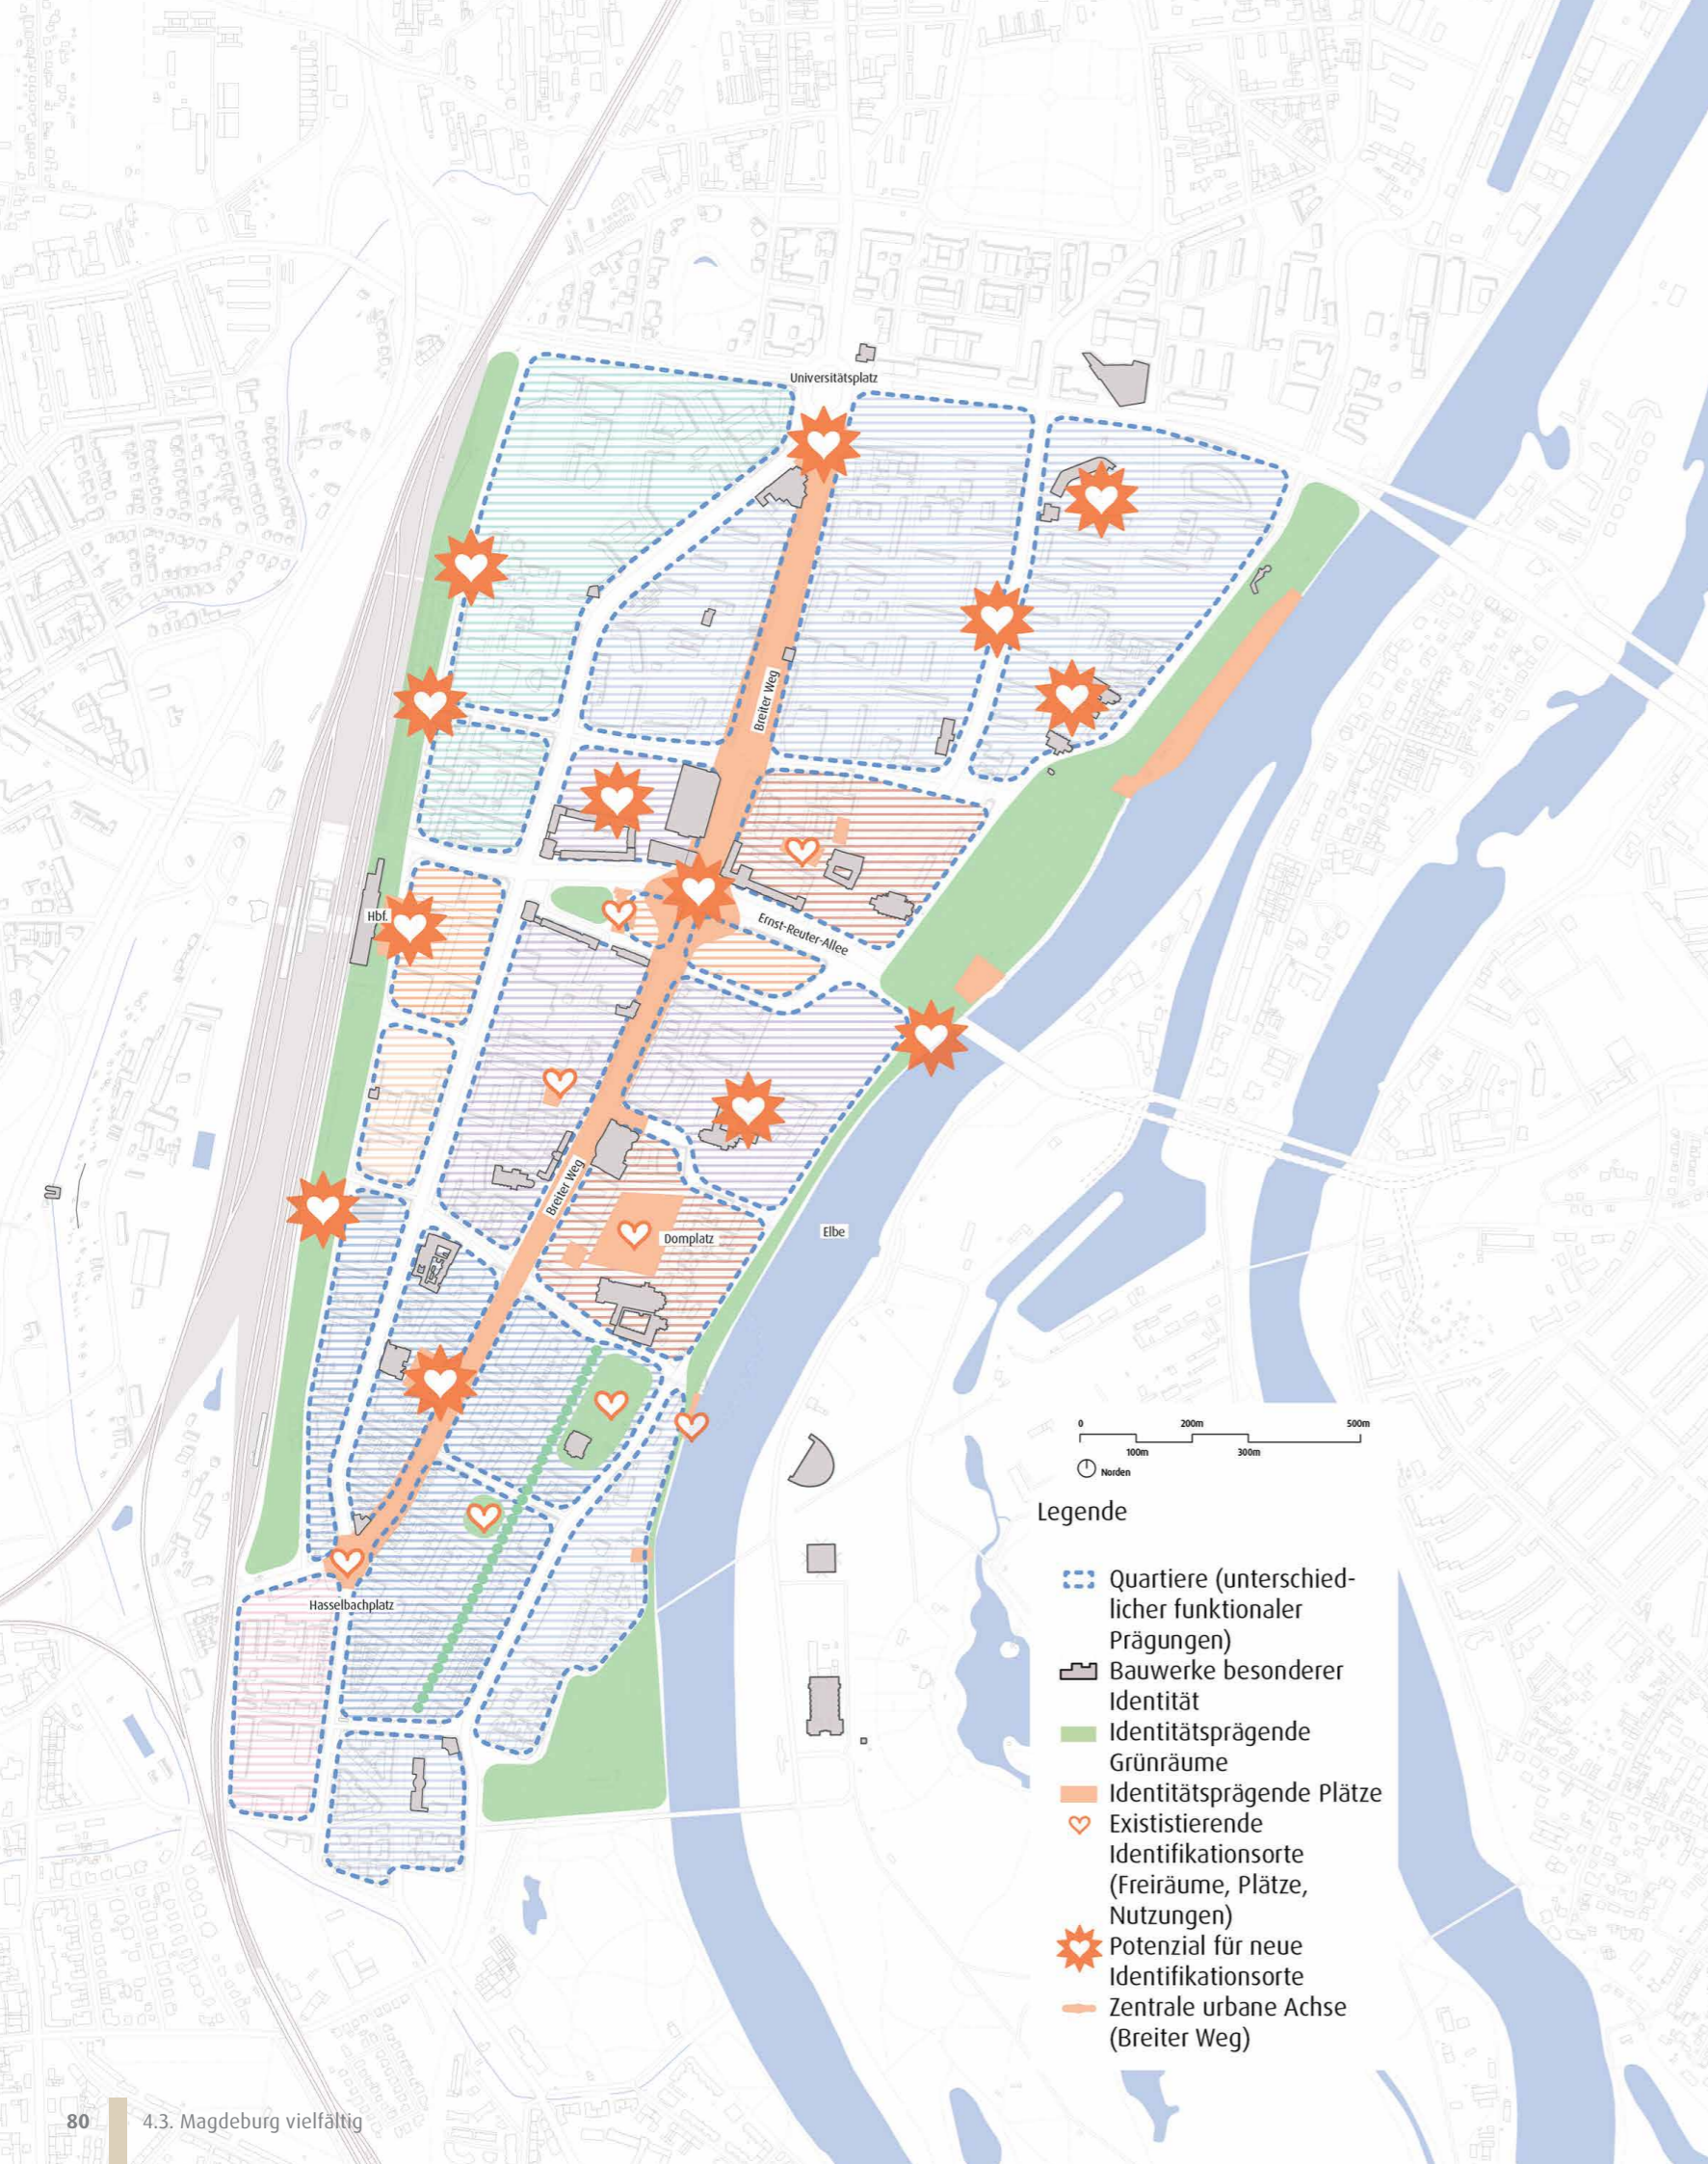 Universitätsplatz
Breiter Weg
Hbf.
Ernst-Reuter-Allee
Breiter Weg
Elbe
Domplatz
Hasselbachplatz
0 200m 500m
100m 300m
Norden
Legende
Quartiere (unterschied-
licher funktionaler
Prägungen)
Bauwerke besonderer
Identität
Identitätsprägende
Grünräume
Identitätsprägende Plätze
Exististierende
Identifikationsorte
(Freiräume, Plätze,
Nutzungen)
Potenzial für neue
Identifikationsorte
Zentrale urbane Achse
(Breiter Weg)
80 4.3. Magdeburg vielfältig